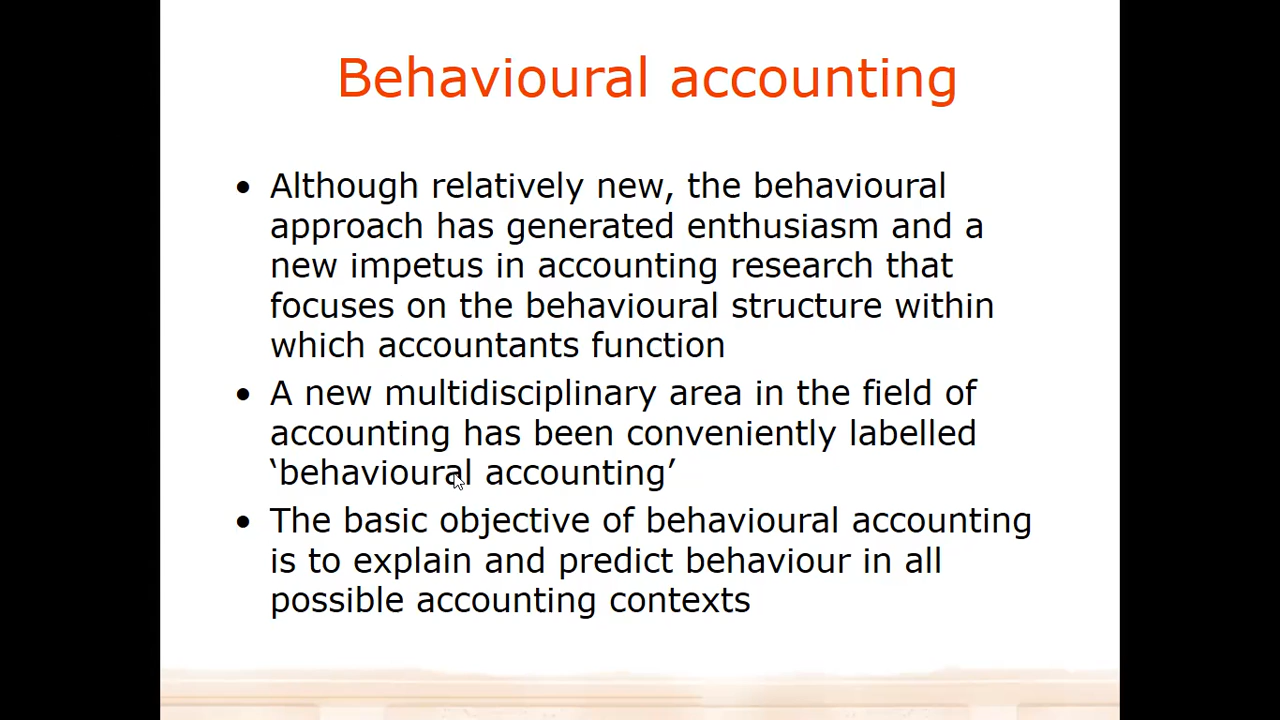 Behavioural accounting
• Although relatively new, the behavioural
approach has generated enthusiasm and a
new impetus in accounting research that
focuses on the behavioural structure within
which accountants function
• A new multidisciplinary area in the field of
accounting has been conveniently labelled
‘behavioural accounting’
• The basic objective of behavioural accounting
is to explain and predict behaviour in all
possible accounting contexts